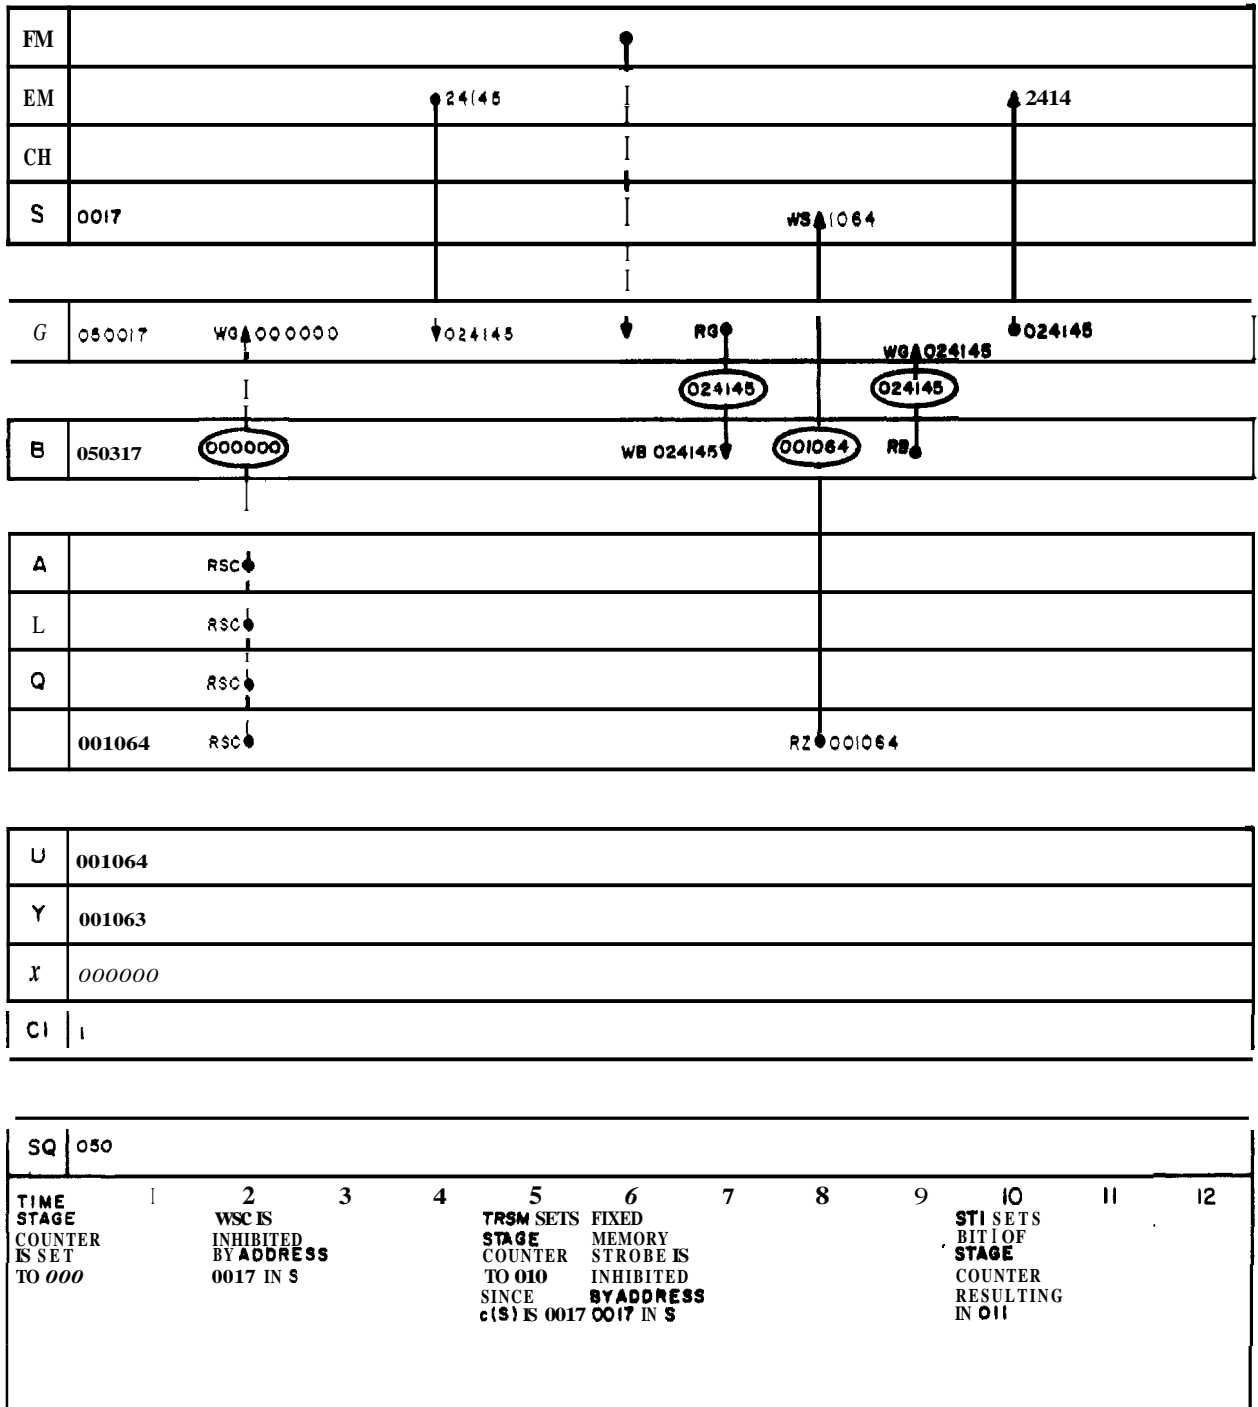 FM
EM 24145 2414
CH
S 0017 WS 1064
G 050017 WG 000000 024145 RG 024145
WG 024145
024145 024145
B 050317 000000 WB 024145 001064 RB
A RSC
L RSC
Q RSC
001064 RSC RZ 001064
U 001064
Y 001063
x 000000
CI 1
SQ 050
TIME 1 2 3 4 5 6 7 8 9 10 11 12
STAGE
COUNTER
IS SET
TO 000
WSC IS
INHIBITED
BY ADDRESS
0017 IN S
TRSM SETS
STAGE
COUNTER
TO 010
SINCE
c(S) IS 0017
FIXED
MEMORY
STROBE IS
INHIBITED
BY ADDRESS
0017 IN S
STI SETS
BIT I OF
STAGE
COUNTER
RESULTING
IN 011